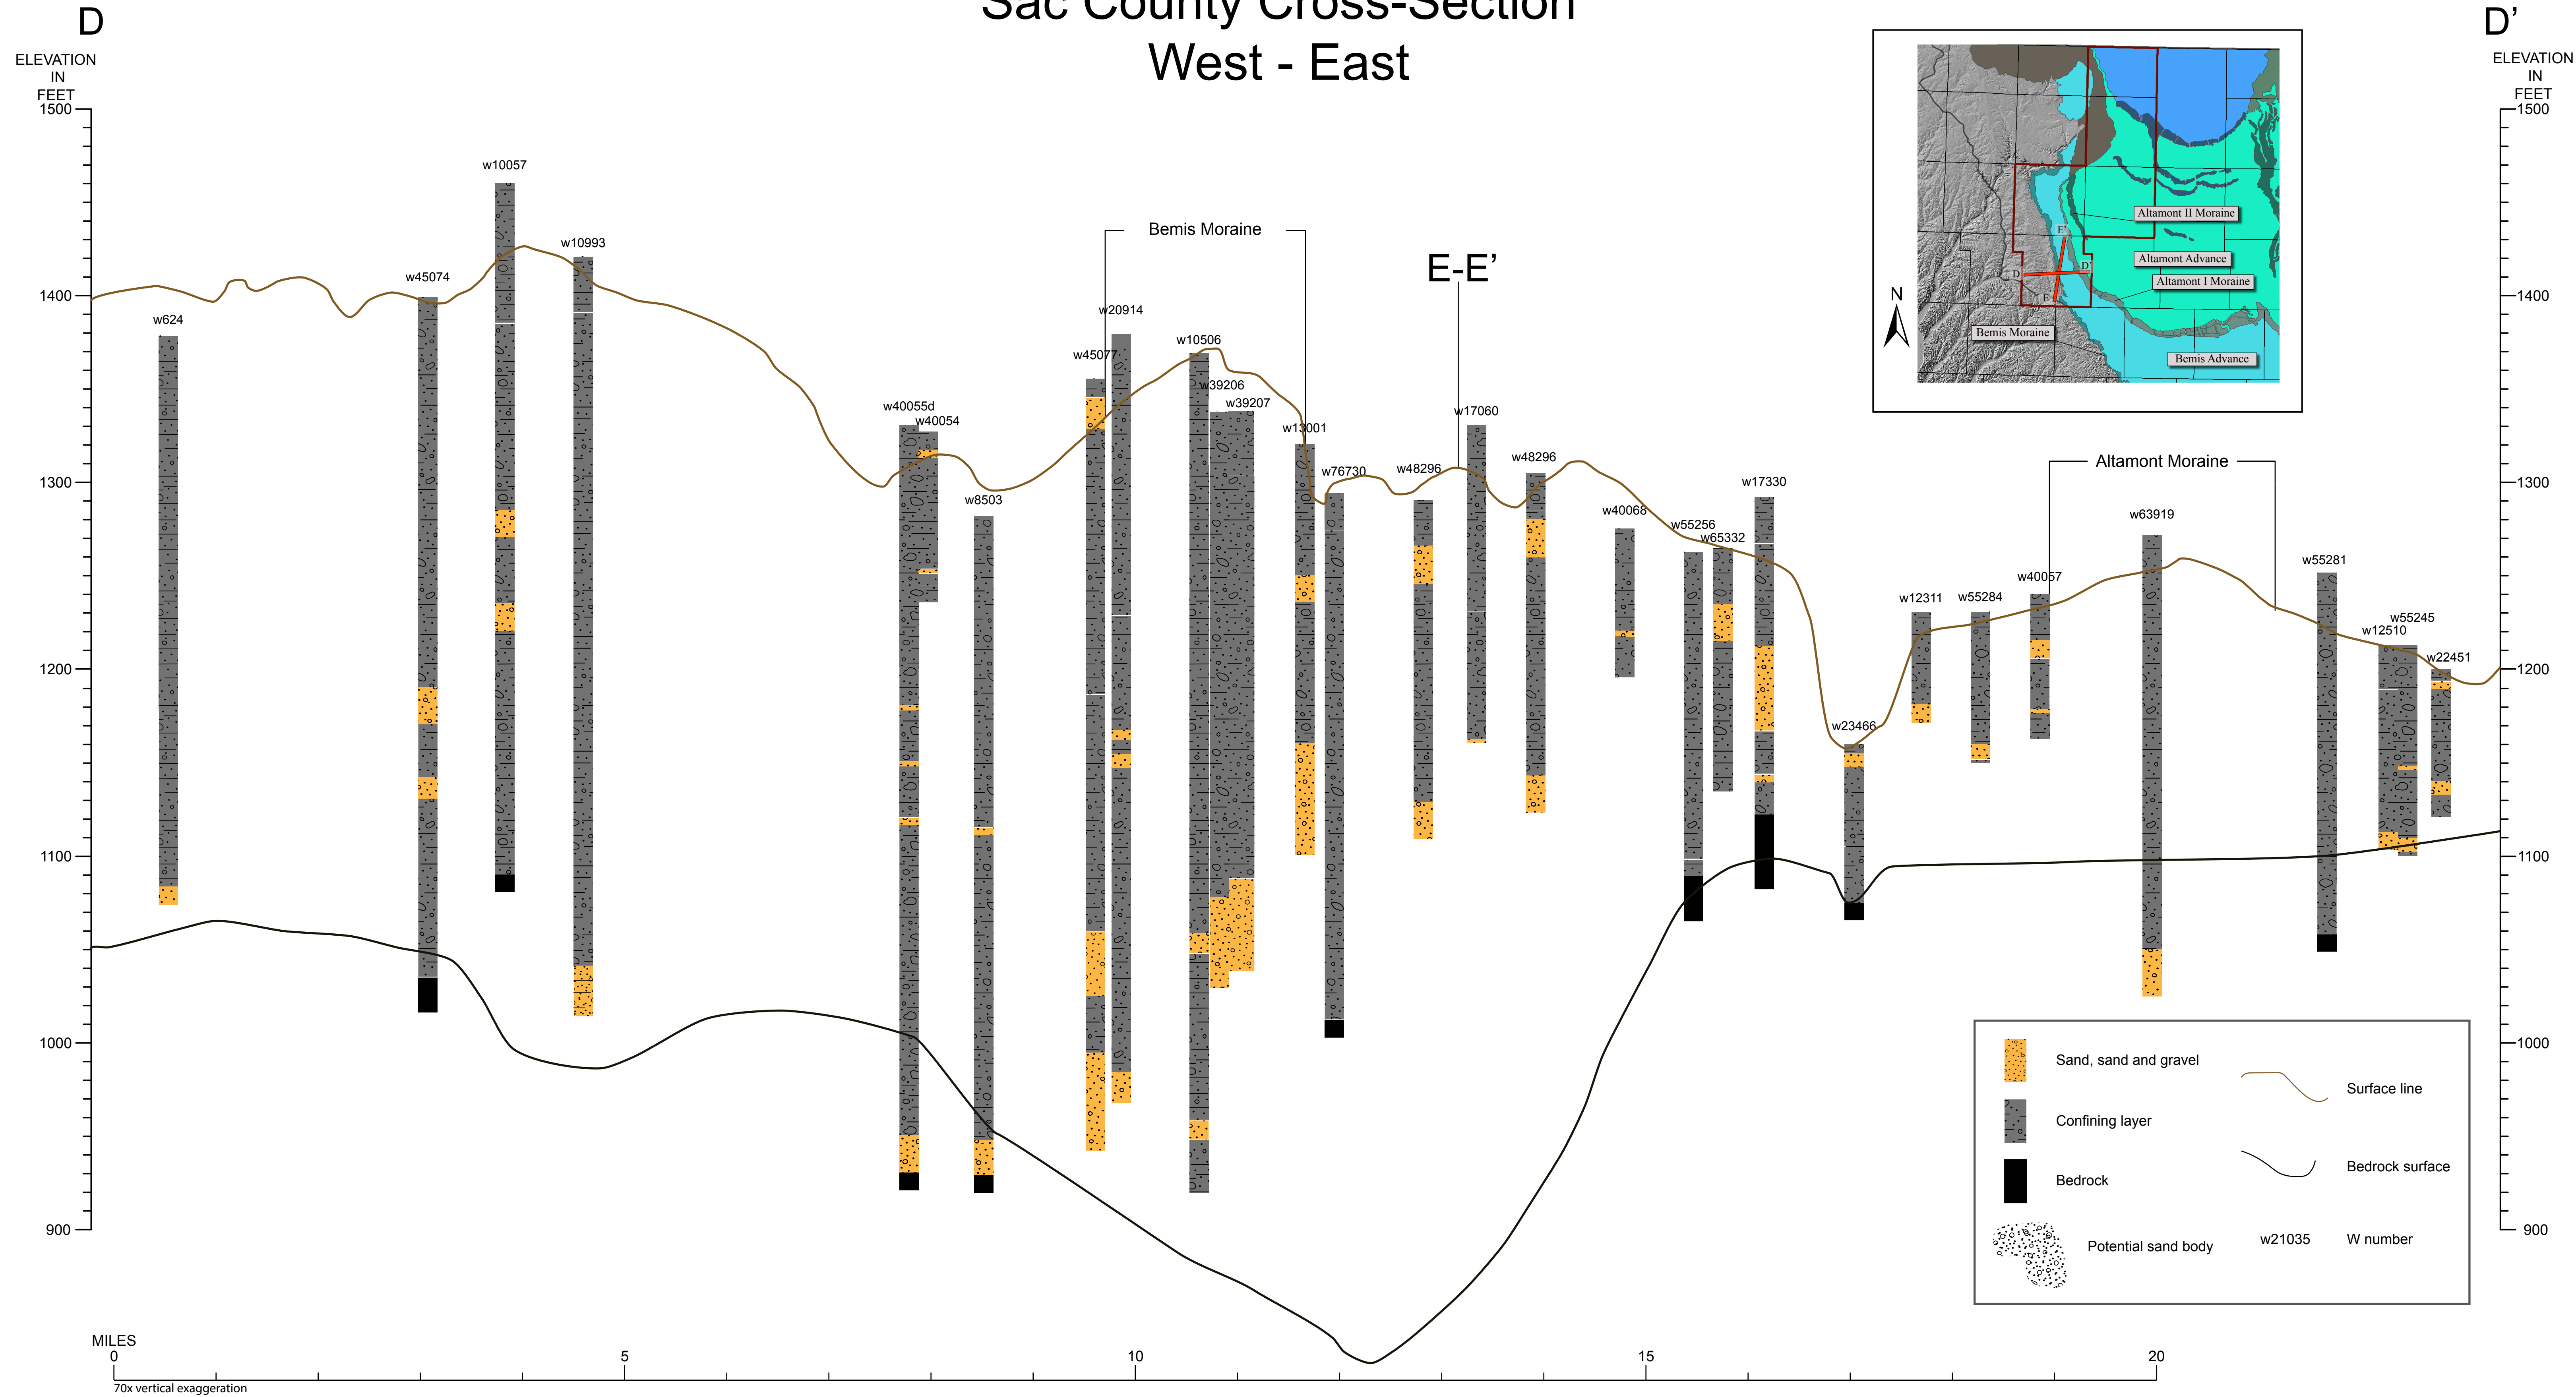 Sac County Cross-Section
West - East
D
D’
ELEVATION
IN
FEET
ELEVATION
IN
FEET
1500
1400
1300
1200
1100
1000
900
1500
1400
1300
1200
1100
1000
900
w624
w45074
w10057
w10993
w40055d
w40054
w8503
w45077
w20914
Bemis Moraine
w10506
w39206
w39207
w13001
w76730
w48296
E-E’
w17060
w48296
w40068
w55256
w65332
w17330
w23466
w12311
w55284
w40057
Altamont Moraine
w63919
w55281
w12510
w55245
w22451
N
Altamont II Moraine
Altamont Advance
Altamont I Moraine
Bemis Moraine
Bemis Advance
E’
D
D’
E
Sand, sand and gravel
Confining layer
Bedrock
Potential sand body
Surface line
Bedrock surface
w21035 W number
MILES
0 5 10 15 20
70x vertical exaggeration